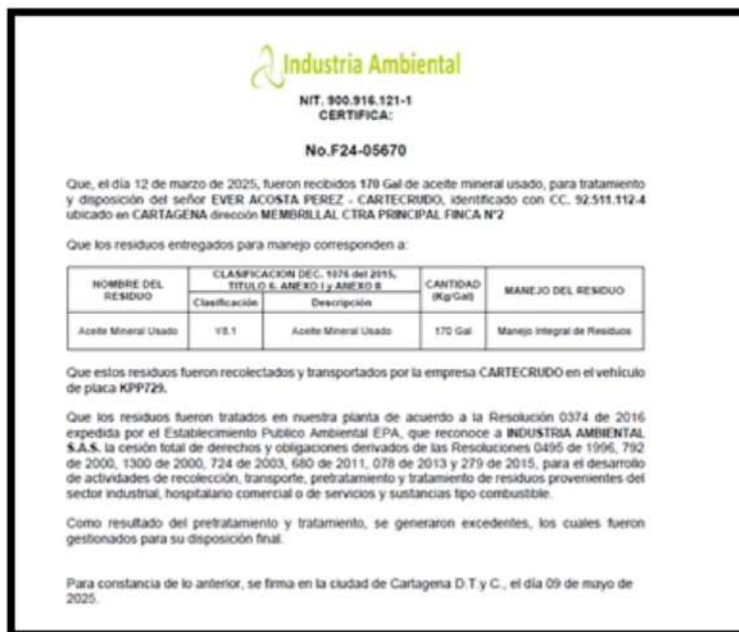 Industria Ambiental
NIT. 900.916.121-1
CERTIFICA:
No.F24-05670
Que, el día 12 de marzo de 2025, fueron recibidos 170 Gal de aceite mineral usado, para tratamiento
y disposición del señor EVER ACOSTA PEREZ - CARTECRUDO, identificado con CC. 92.511.112-4
ubicado en CARTAGENA dirección MEMBRILLAL CTRA PRINCIPAL FINCA N°2
Que los residuos entregados para manejo corresponden a:
NOMBRE DEL RESIDUO
CLASIFICACION DEC. 1076 del 2015,
TITULO 6. ANEXO I y ANEXO II
Clasificación
Descripción
CANTIDAD
(Kg/Gal)
MANEJO DEL RESIDUO
Aceite Mineral Usado
Y8.1
Aceite Mineral Usado
170 Gal
Manejo Integral de Residuos
Que estos residuos fueron recolectados y transportados por la empresa CARTECRUDO en el vehículo
de placa KPP729.
Que los residuos fueron tratados en nuestra planta de acuerdo a la Resolución 0374 de 2016
expedida por el Establecimiento Publico Ambiental EPA, que reconoce a INDUSTRIA AMBIENTAL
S.A.S. la cesión total de derechos y obligaciones derivados de las Resoluciones 0495 de 1996, 792
de 2000, 1300 de 2000, 724 de 2003, 680 de 2011, 078 de 2013 y 279 de 2015, para el desarrollo
de actividades de recolección, transporte, pretratamiento y tratamiento de residuos provenientes del
sector industrial, hospitalario comercial o de servicios y sustancias tipo combustible.
Como resultado del pretratamiento y tratamiento, se generaron excedentes, los cuales fueron
gestionados para su disposición final.
Para constancia de lo anterior, se firma en la ciudad de Cartagena D.T.y C., el día 09 de mayo de
2025.